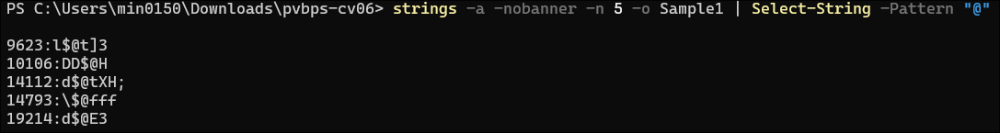 PS C:\Users\min0150\Downloads\pvbps-cv06> strings -a -nobanner -n 5 -o Sample1 | Select-String -Pattern "@"
9623:l$@t]3
10106:DD$@H
14112:d$@tXH;
14793:\$@fff
19214:d$@E3